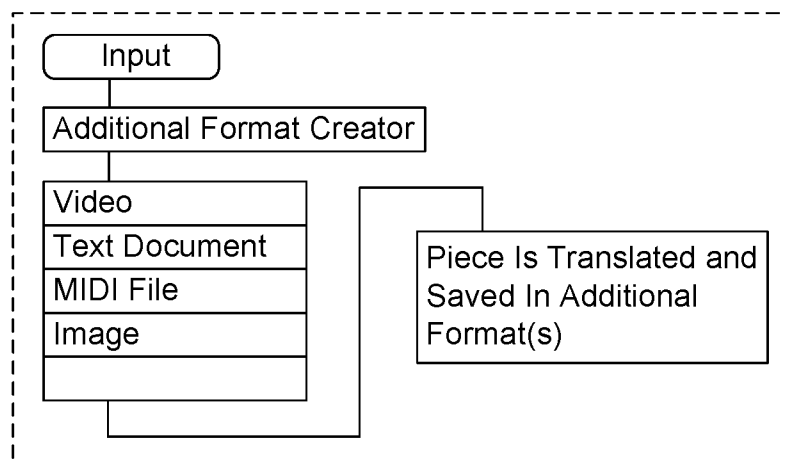 Input
Additional Format Creator
Video
Text Document
MIDI File
Image
Piece Is Translated and
Saved In Additional
Format(s)